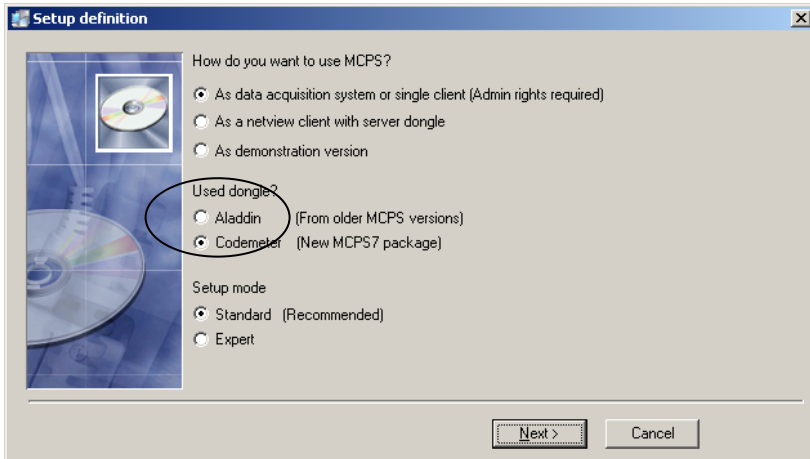 Setup definition
How do you want to use MCPS?
As data acquisition system or single client (Admin rights required)
As a netview client with server dongle
As demonstration version
Used dongle?
Aladdin (From older MCPS versions)
Codemeter (New MCPS7 package)
Setup mode
Standard (Recommended)
Expert
Next > Cancel